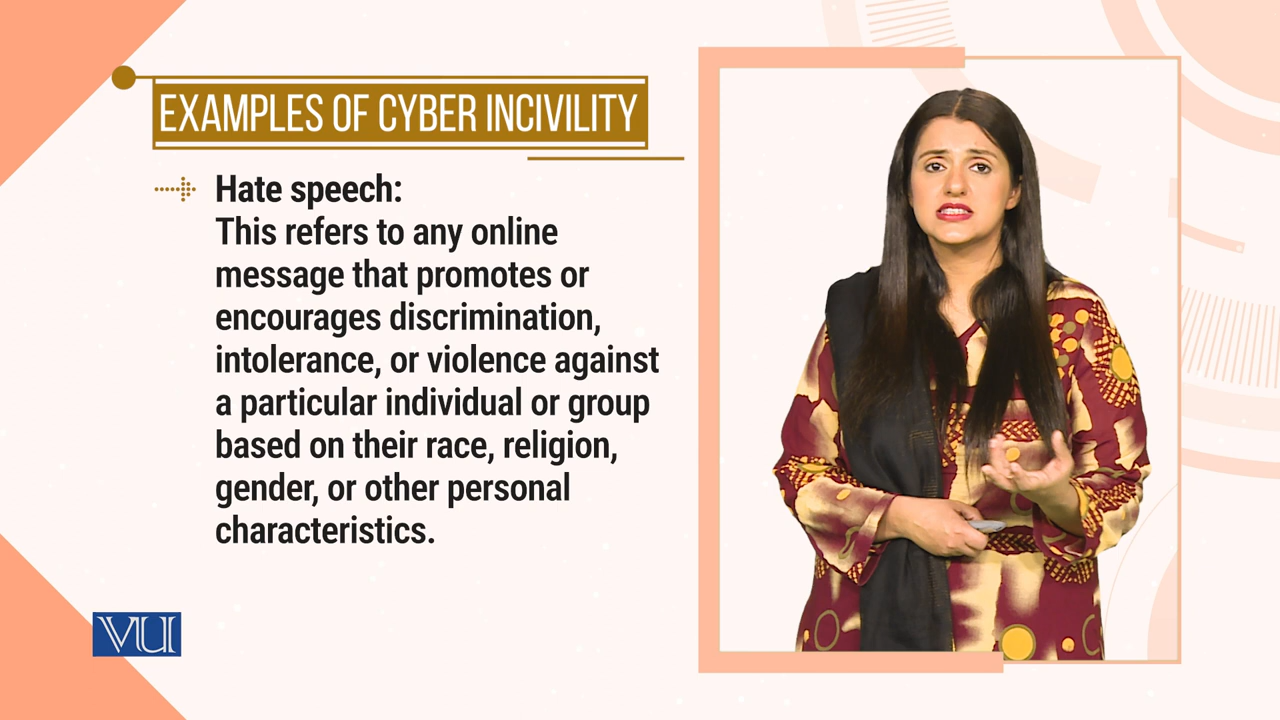 EXAMPLES OF CYBER INCIVILITY
Hate speech:
This refers to any online
message that promotes or
encourages discrimination,
intolerance, or violence against
a particular individual or group
based on their race, religion,
gender, or other personal
characteristics.
VU